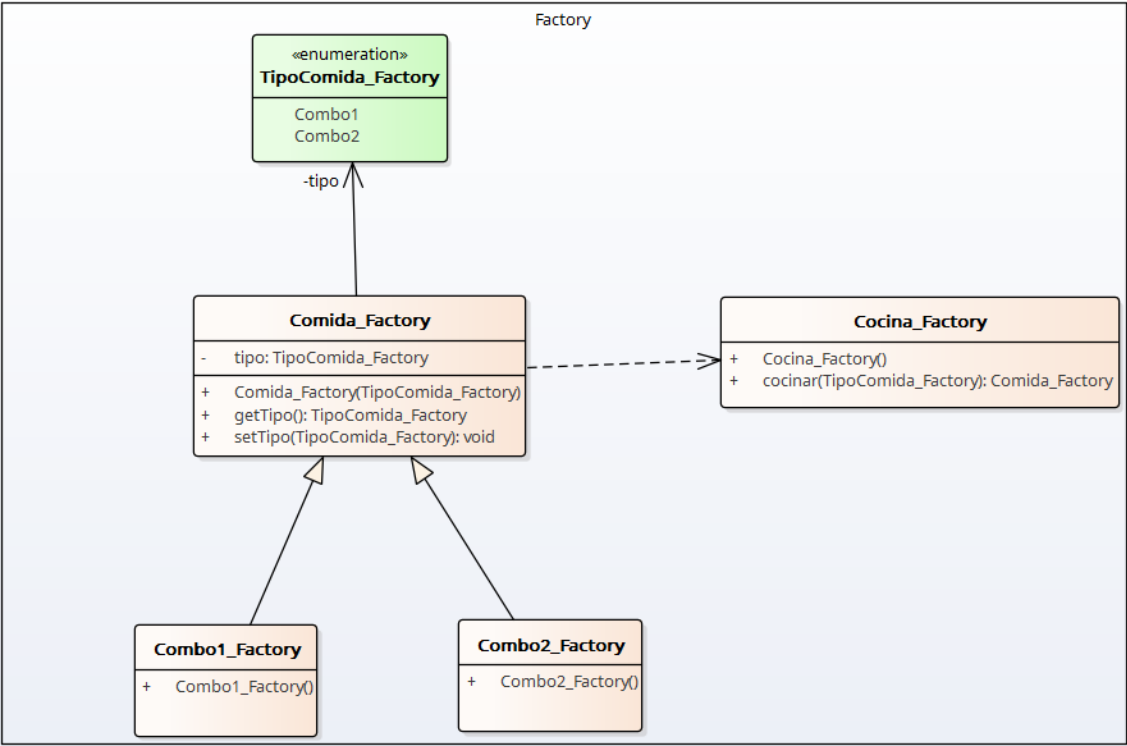 Factory
«enumeration»
TipoComida_Factory
Combo1
Combo2
-tipo
Comida_Factory
- tipo: TipoComida_Factory
+ Comida_Factory(TipoComida_Factory)
+ getTipo(): TipoComida_Factory
+ setTipo(TipoComida_Factory): void
Cocina_Factory
+ Cocina_Factory()
+ cocinar(TipoComida_Factory): Comida_Factory
Combo1_Factory
+ Combo1_Factory()
Combo2_Factory
+ Combo2_Factory()